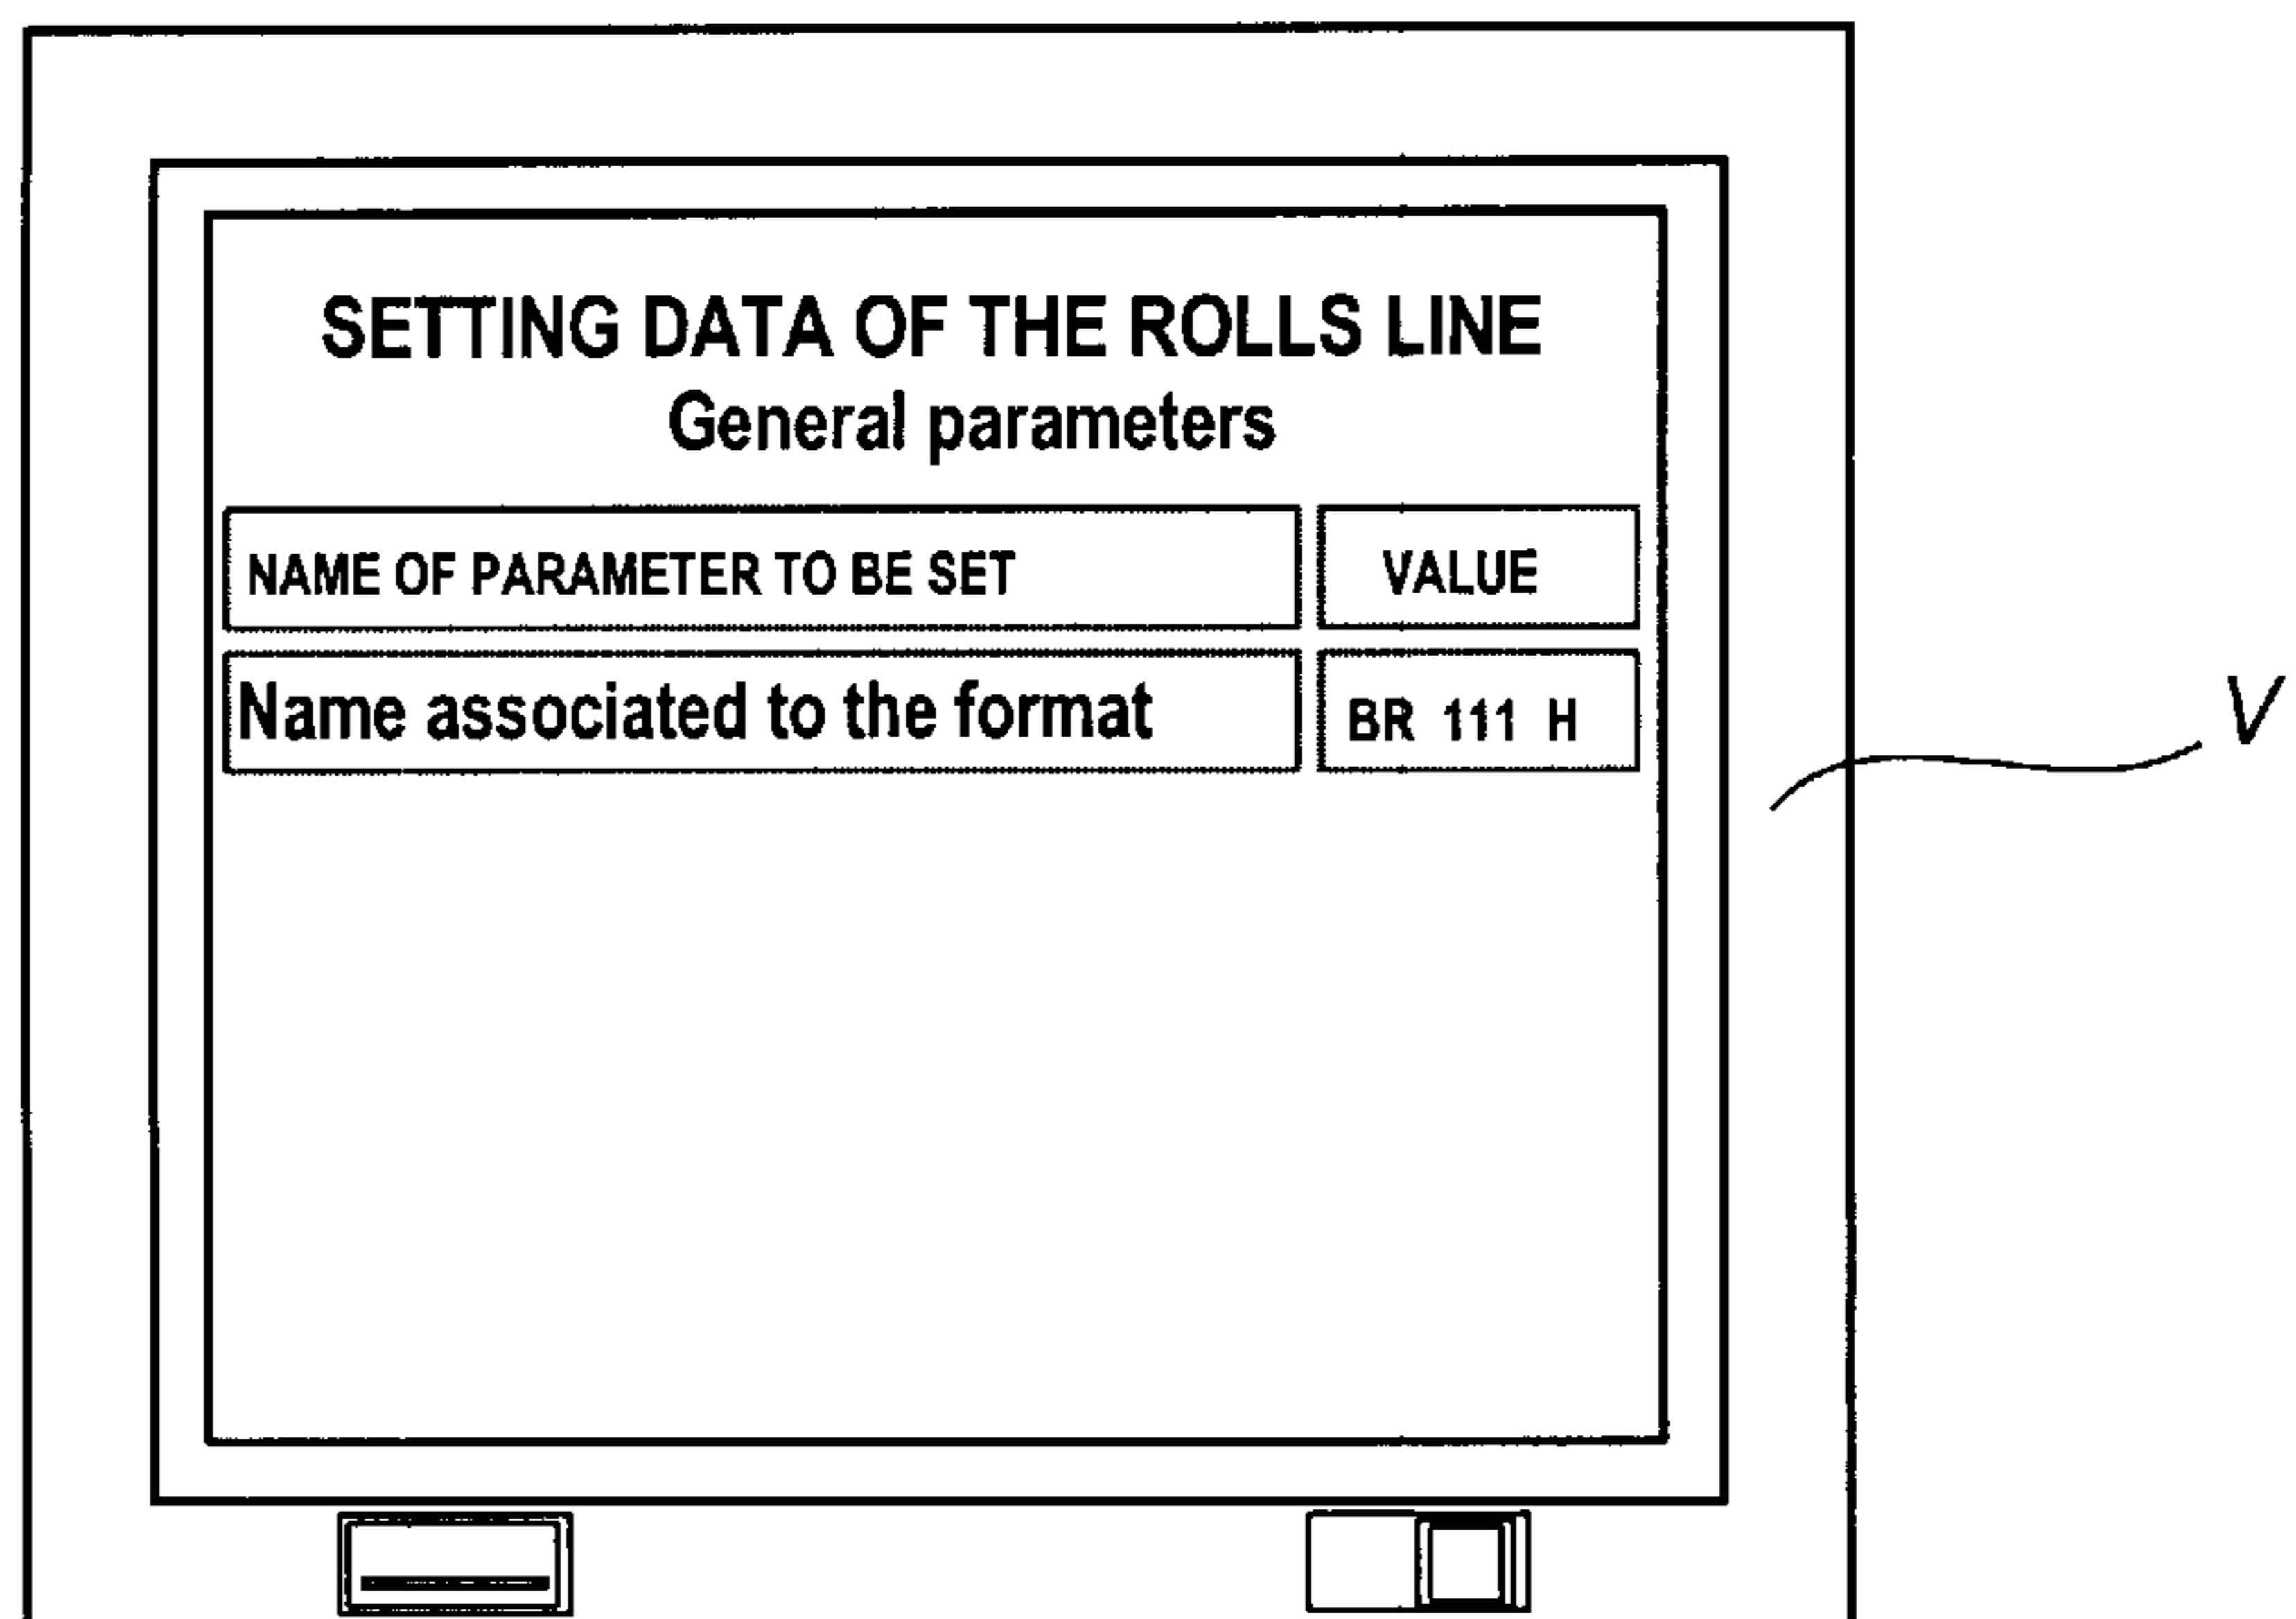 SETTING DATA OF THE ROLLS LINE
General parameters
NAME OF PARAMETER TO BE SET VALUE
Name associated to the format BR 111 H
V